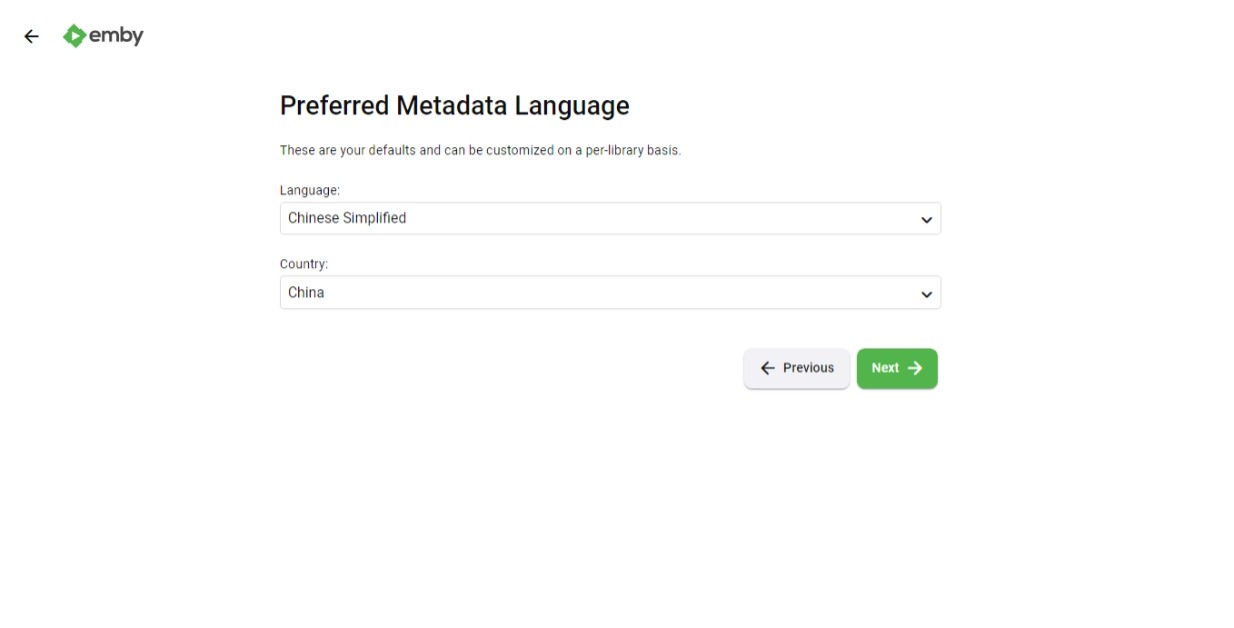 emby
Preferred Metadata Language
These are your defaults and can be customized on a per-library basis.
Language:
Chinese Simplified
Country:
China
Previous
Next